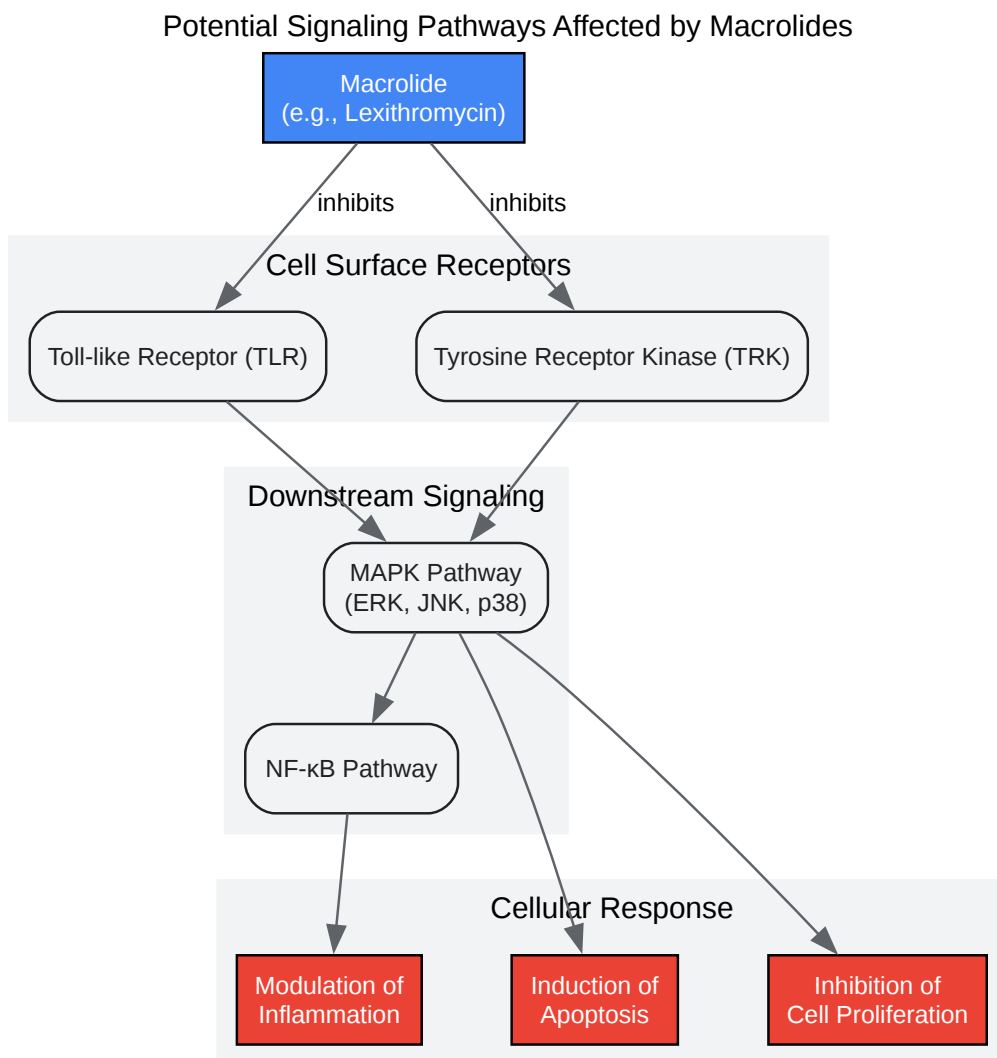 Potential Signaling Pathways Affected by Macrolides
Macrolide
(e.g., Lexithromycin)
inhibits
inhibits
Cell Surface Receptors
Toll-like Receptor (TLR)
Tyrosine Receptor Kinase (TRK)
Downstream Signaling
MAPK Pathway
(ERK, JNK, p38)
NF-κB Pathway
Cellular Response
Modulation of
Inflammation
Induction of
Apoptosis
Inhibition of
Cell Proliferation